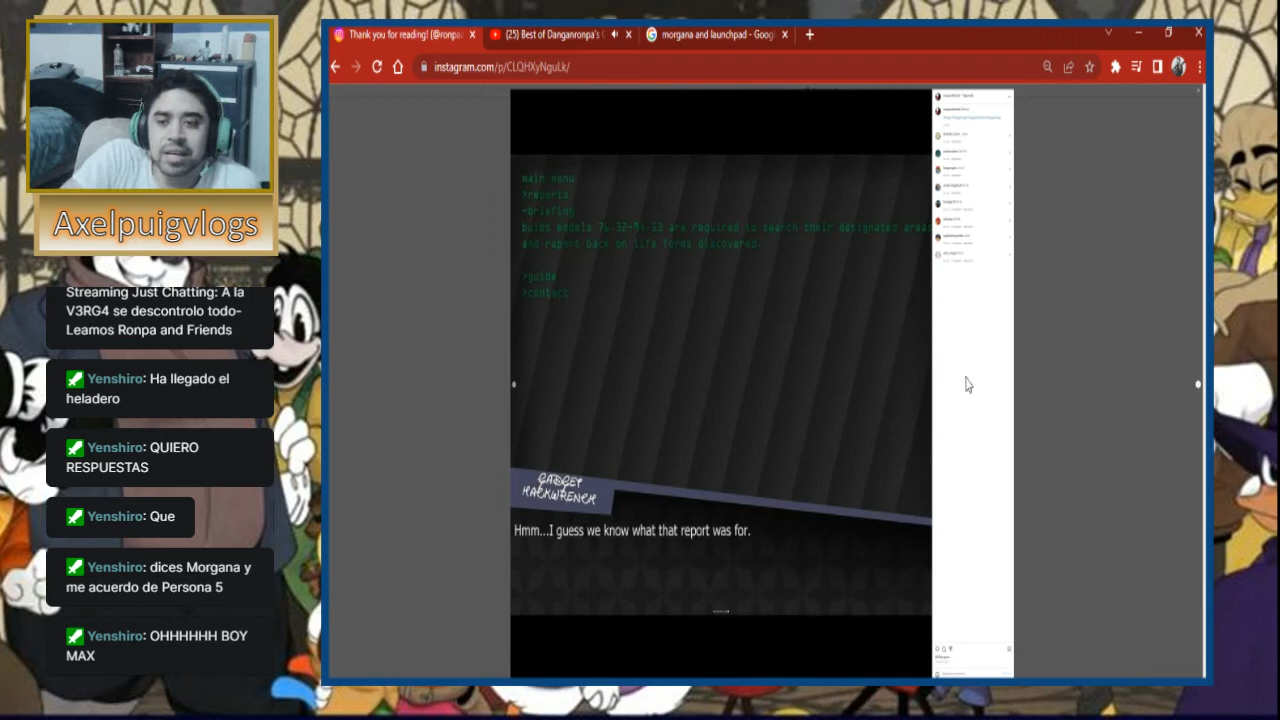 Thank you for reading! (@ronpa
(25) Best of Danganronpa's
morgana and launchpad - Goog
instagram.com/p/CLQHXyNguLk/
Axelpuigvlogs
Streaming Just Chatting: A la
V3RG4 se descontrolo todo-
Leamos Ronpa and Friends
Yenshiro: Ha llegado el
heladero
Yenshiro: QUIERO
RESPUESTAS
Yenshiro: Que
Yenshiro: dices Morgana y
me acuerdo de Persona 5
Yenshiro: OHHHHHH BOY
MAX
main menu
>reports
bulbs models 76.32-91.53 are required to search their designated areas
and report back on life forms discovered.
>guide
>contact
GADGET
HACKWRENCH
Hmm...I guess we know what that report was for.